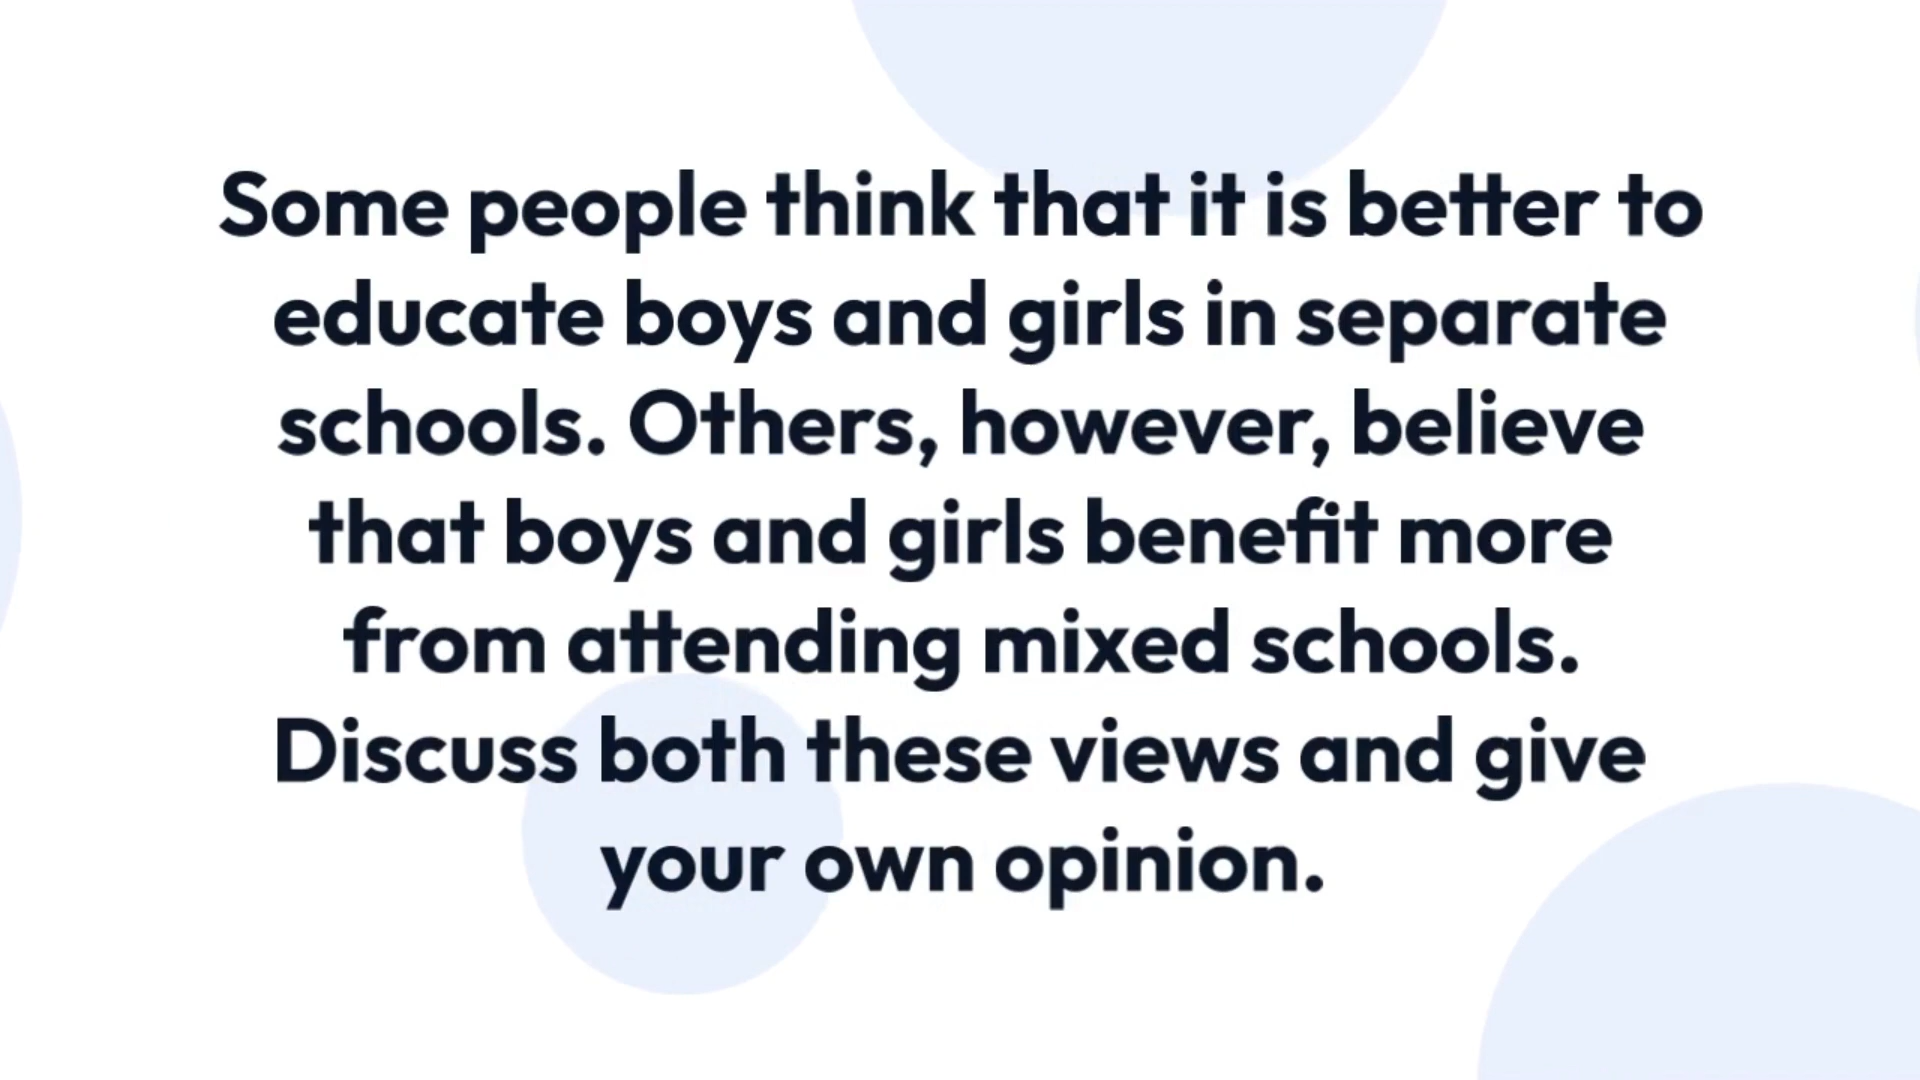 Some people think that it is better to
educate boys and girls in separate
schools. Others, however, believe
that boys and girls benefit more
from attending mixed schools.
Discuss both these views and give
your own opinion.